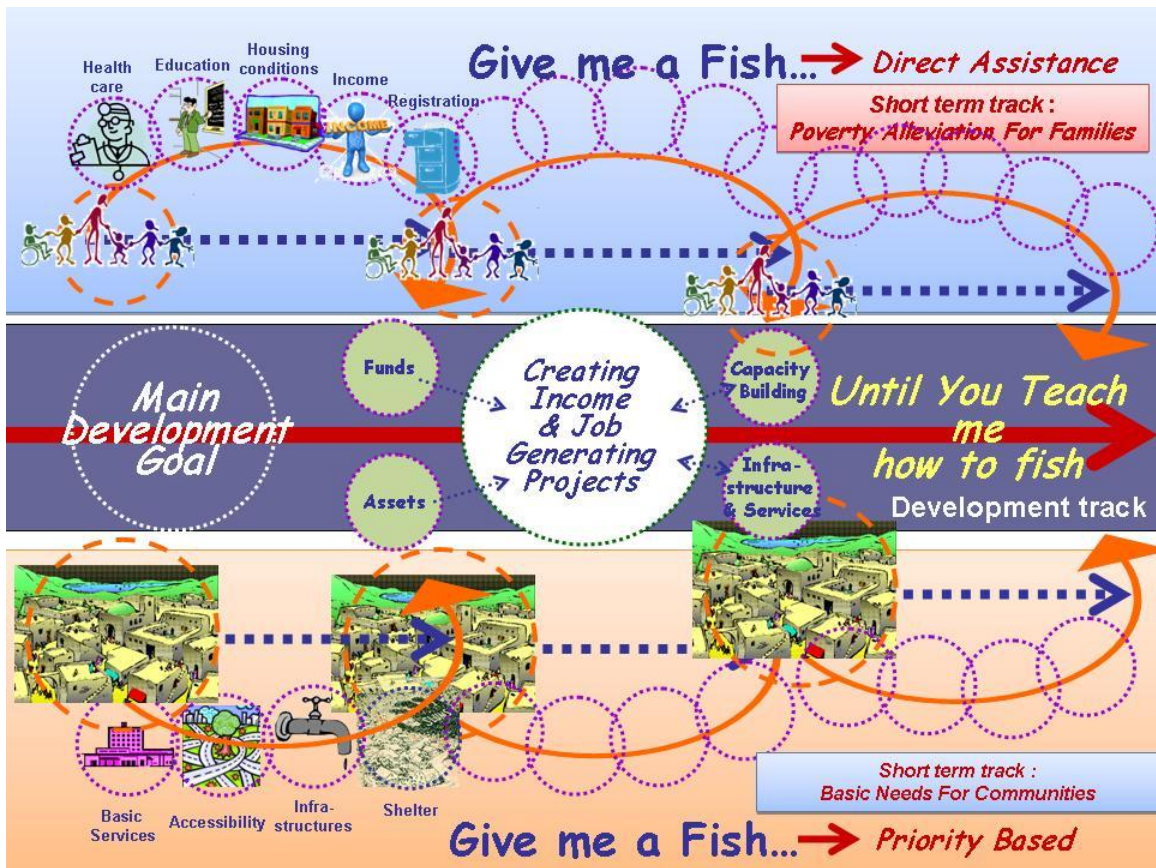 Give me a Fish...
Direct Assistance
Health
care
Education
Housing
conditions
Income
Registration
INCOME
Short term track :
Poverty Alleviation For Families
Main
Development
Goal
Funds
Assets
Creating
Income
& Job
Generating
Projects
Capacity
Building
Infra-
structure
& Services
Until You Teach
me
how to fish
Development track
Basic
Services
Accessibility
Infra-
structures
Shelter
Short term track :
Basic Needs For Communities
Give me a Fish...
Priority Based